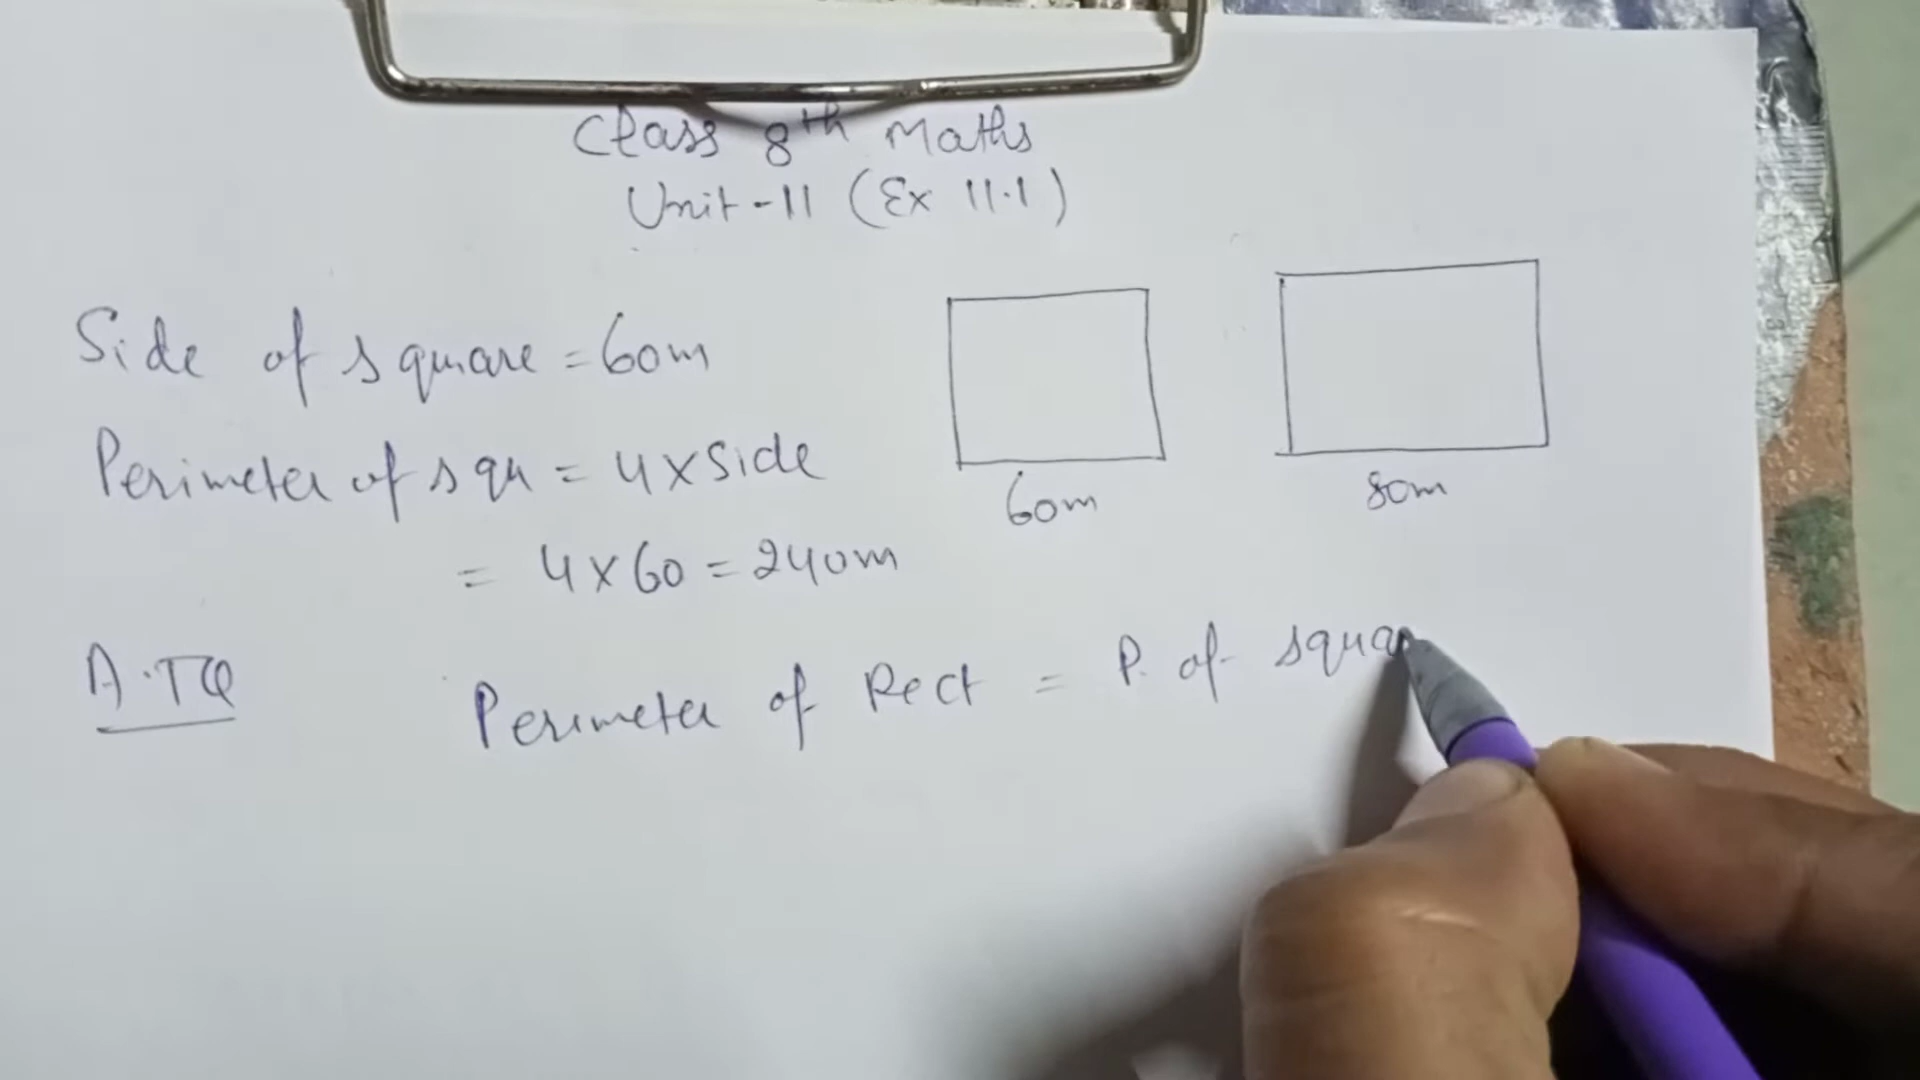 Class 8th Maths
Unit-11 (Ex 11.1)
Side of square = 60m
Perimeter of squ = 4×Side
= 4×60 = 240m
60m
80m
A.TQ
Perimeter of Rect = P. of squa